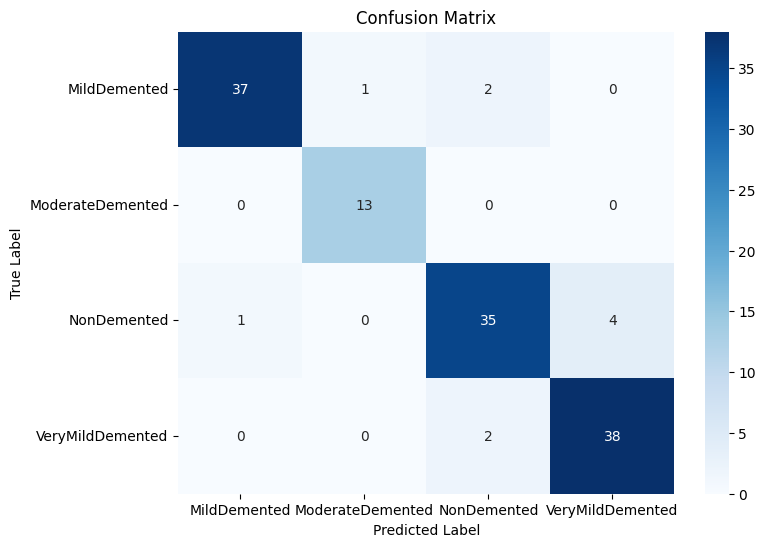 Confusion Matrix
True Label
MildDemented 37 1 2 0
ModerateDemented 0 13 0 0
NonDemented 1 0 35 4
VeryMildDemented 0 0 2 38
MildDemented ModerateDemented NonDemented VeryMildDemented
Predicted Label
35
30
25
20
15
10
5
0